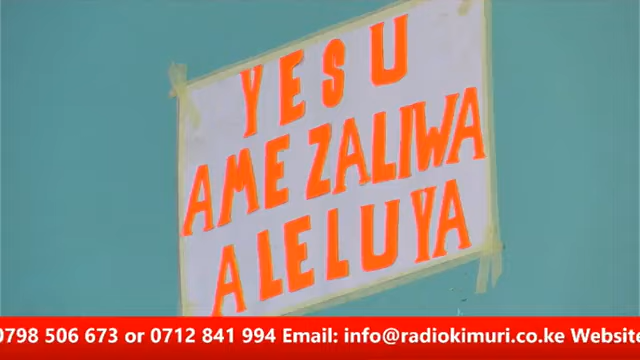 YESU
AMEZALIWA
ALELUYA
0798 506 673 or 0712 841 994 Email: info@radiokimuri.co.ke Website